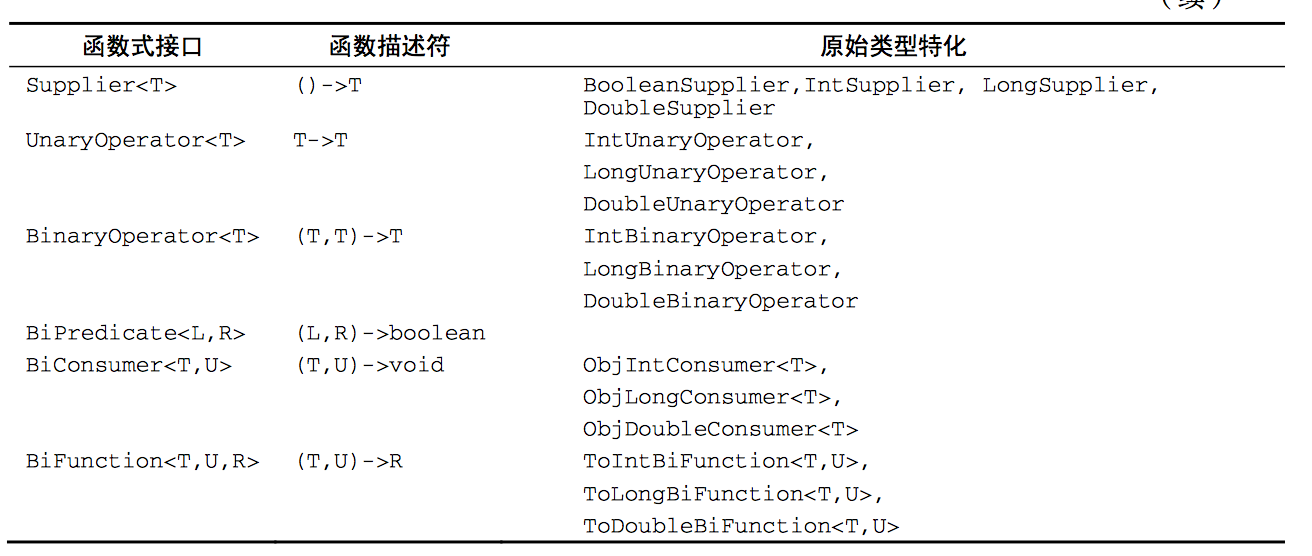 （续）
函数式接口 函数描述符 原始类型特化
Supplier<T> ()->T BooleanSupplier,IntSupplier, LongSupplier,
DoubleSupplier
UnaryOperator<T> T->T IntUnaryOperator,
LongUnaryOperator,
DoubleUnaryOperator
BinaryOperator<T> (T,T)->T IntBinaryOperator,
LongBinaryOperator,
DoubleBinaryOperator
BiPredicate<L,R> (L,R)->boolean
BiConsumer<T,U> (T,U)->void ObjIntConsumer<T>,
ObjLongConsumer<T>,
ObjDoubleConsumer<T>
BiFunction<T,U,R> (T,U)->R ToIntBiFunction<T,U>,
ToLongBiFunction<T,U>,
ToDoubleBiFunction<T,U>